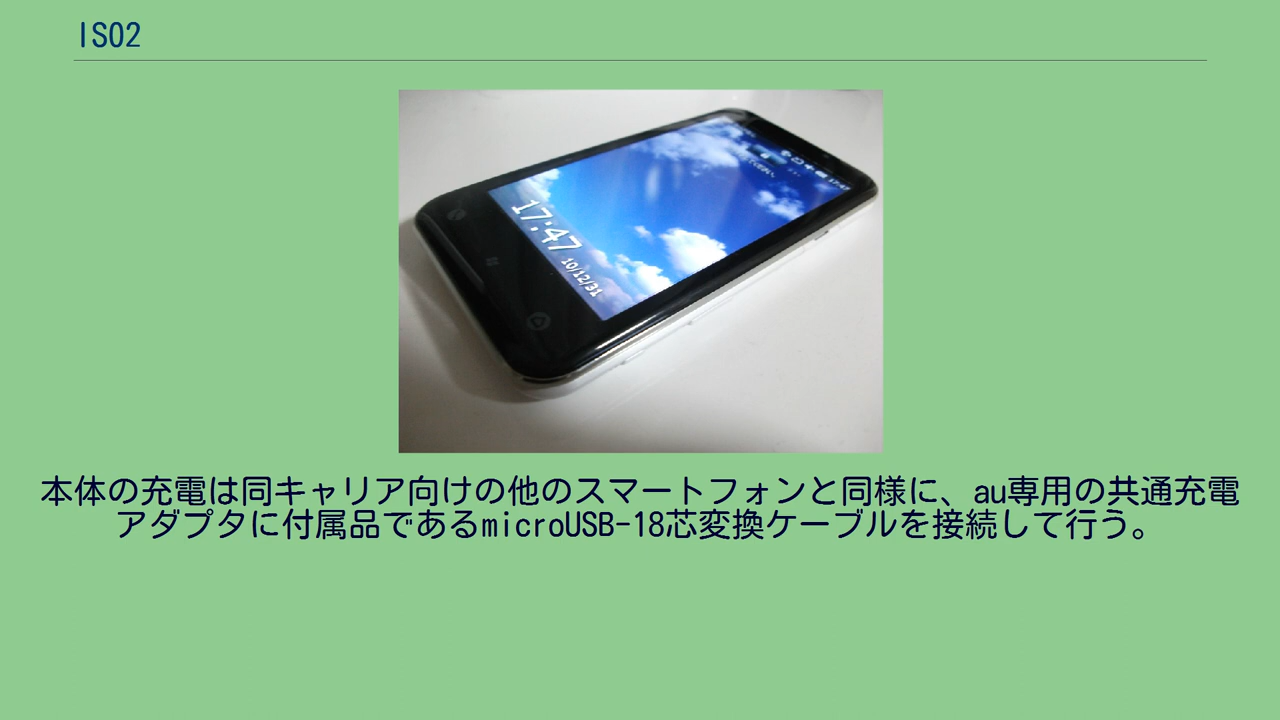 IS02
17:47
10/12/31
本体の充電は同キャリア向けの他のスマートフォンと同様に、au専用の共通充電
アダプタに付属品であるmicroUSB-18芯変換ケーブルを接続して行う。